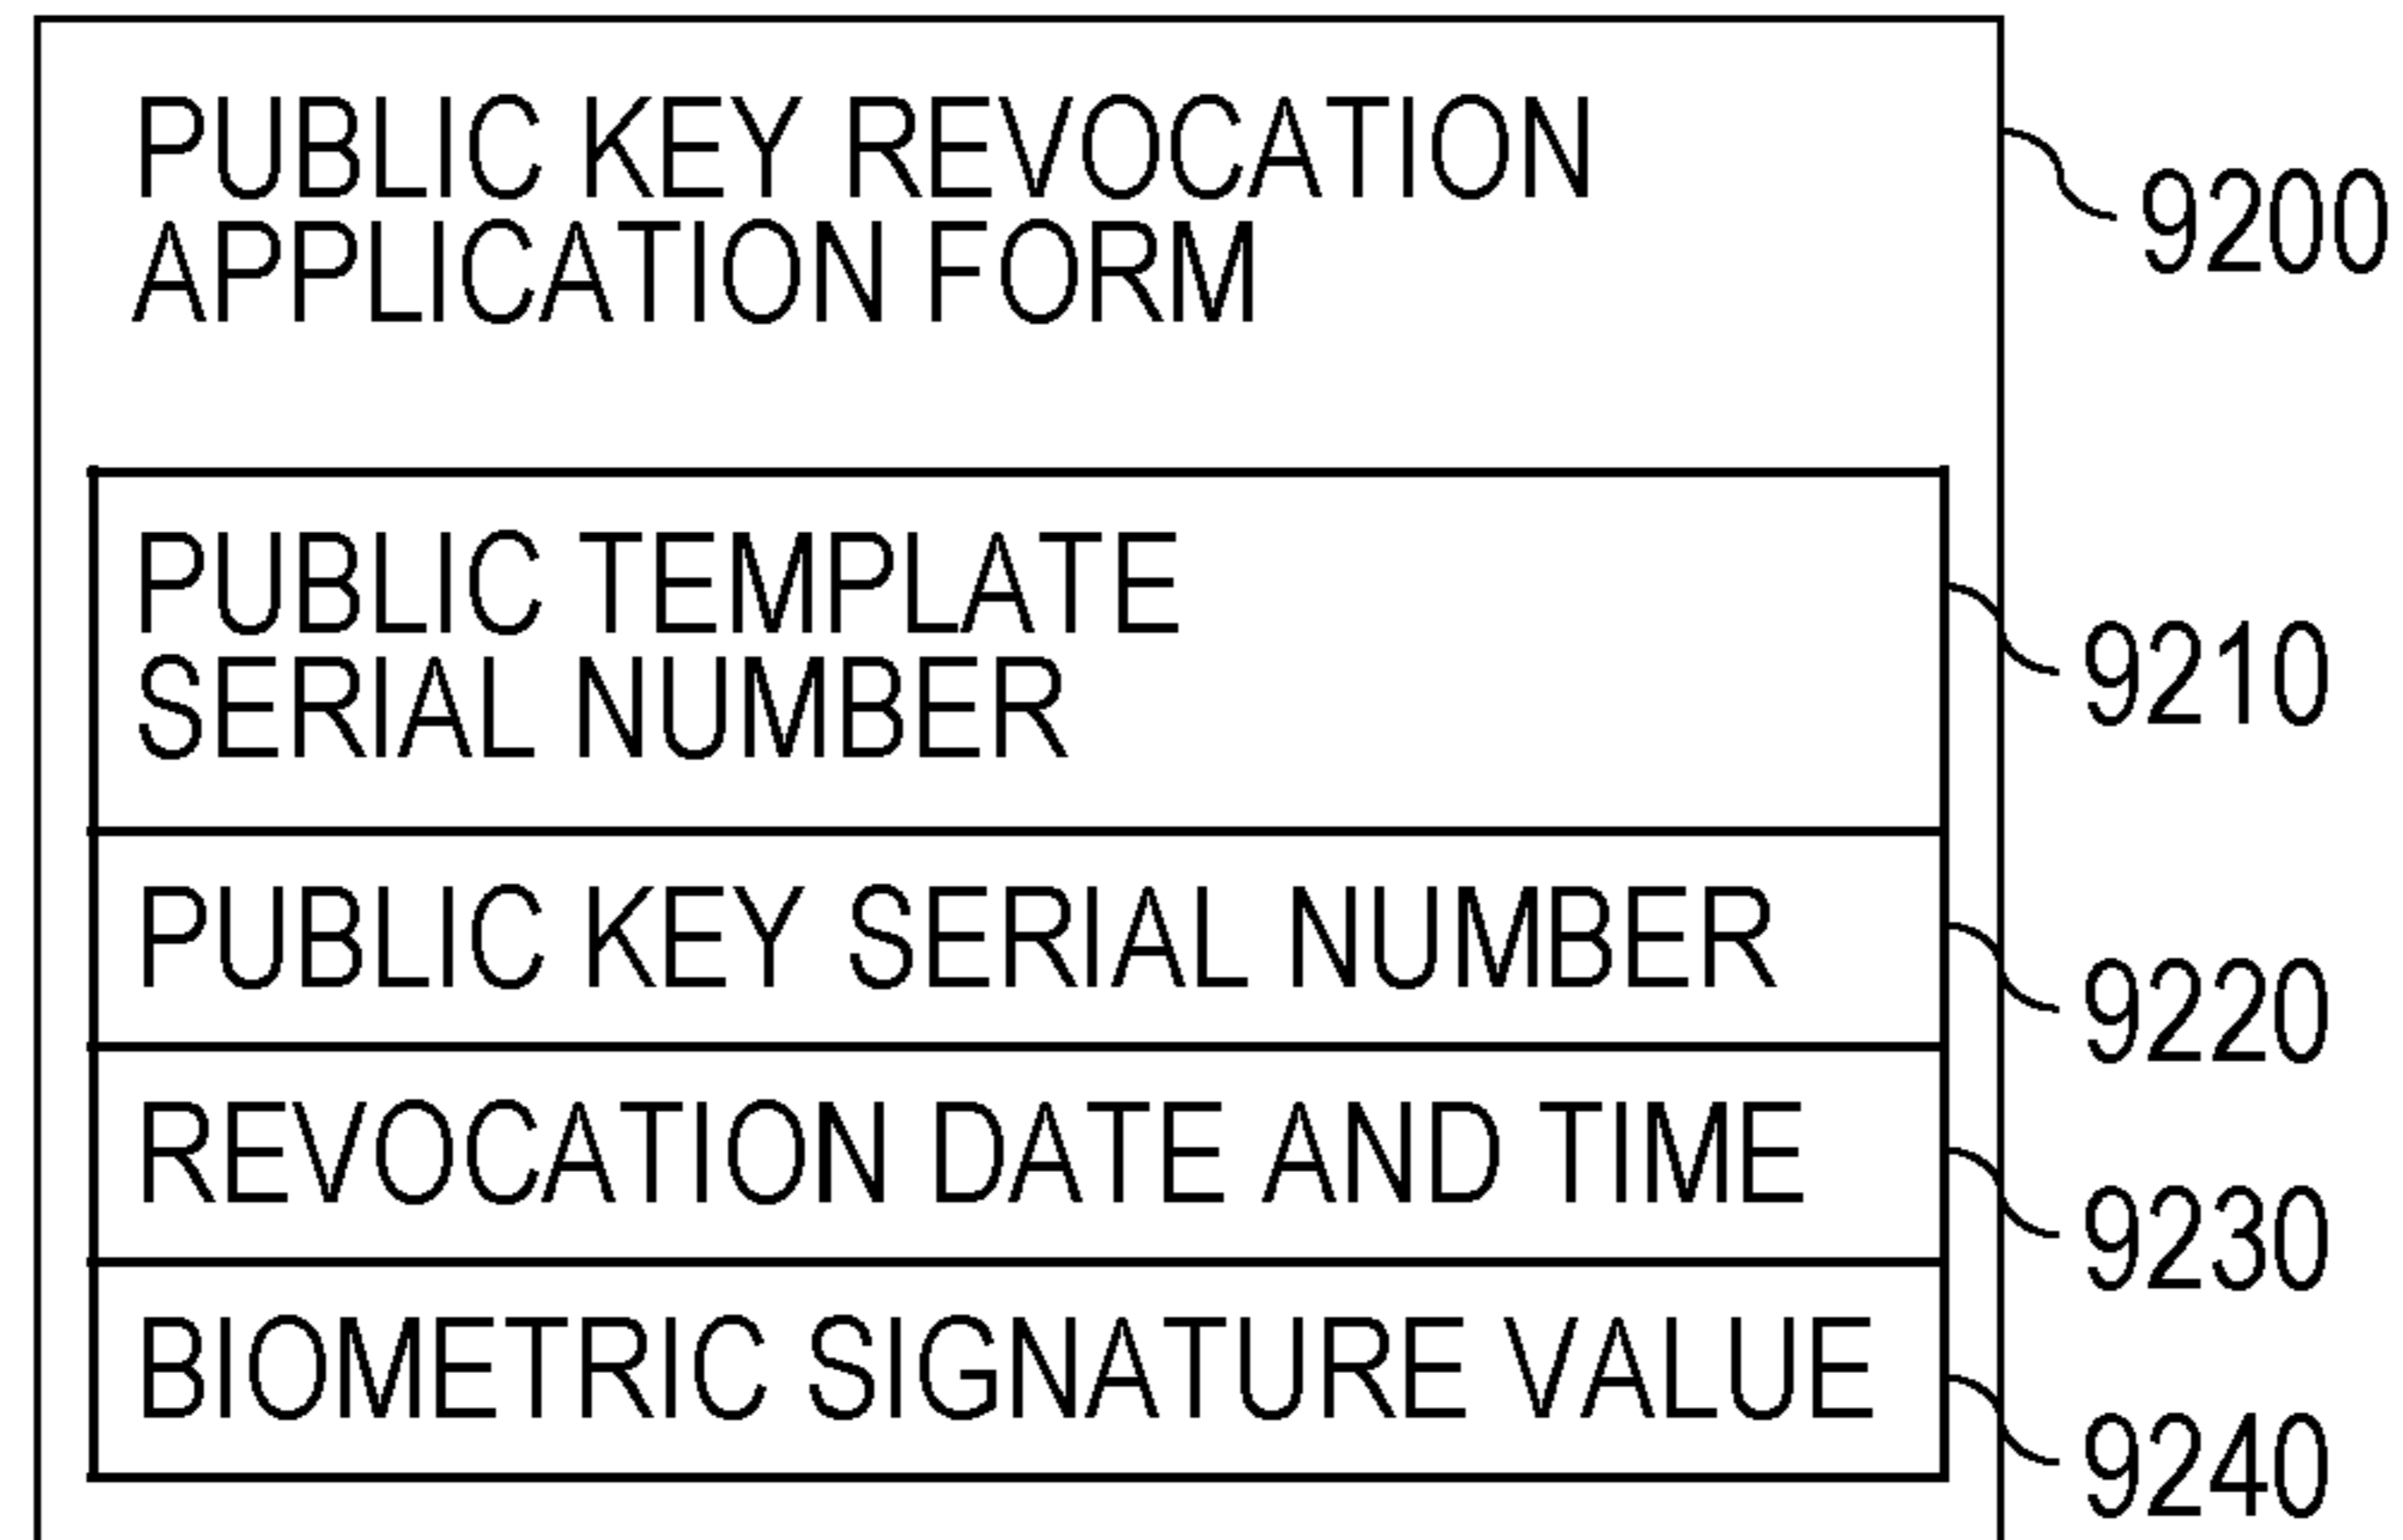 PUBLIC KEY REVOCATION
APPLICATION FORM
9200
PUBLIC TEMPLATE
SERIAL NUMBER
9210
PUBLIC KEY SERIAL NUMBER
9220
REVOCATION DATE AND TIME
9230
BIOMETRIC SIGNATURE VALUE
9240